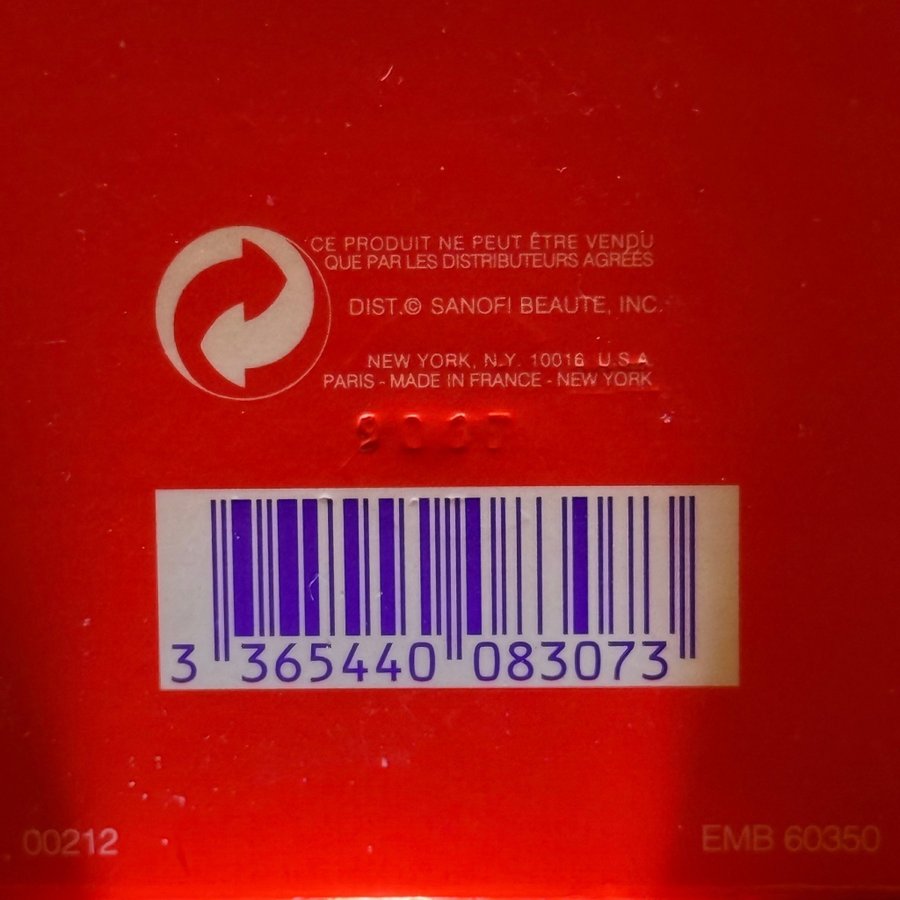 CE PRODUIT NE PEUT ÊTRE VENDU
QUE PAR LES DISTRIBUTEURS AGRÉÉS
DIST.© SANOFI BEAUTE, INC.
NEW YORK, N.Y. 10016 U.S.A
PARIS - MADE IN FRANCE - NEW YORK
3 365440 083073
00212
EMB 60350